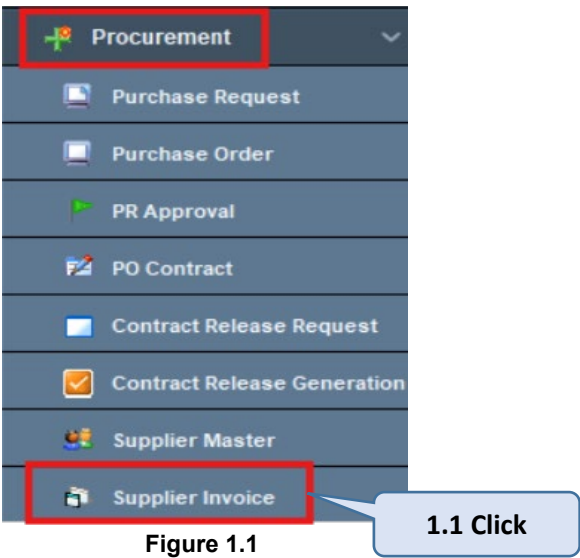 Procurement
Purchase Request
Purchase Order
PR Approval
PO Contract
Contract Release Request
Contract Release Generation
Supplier Master
Supplier Invoice
1.1 Click
Figure 1.1